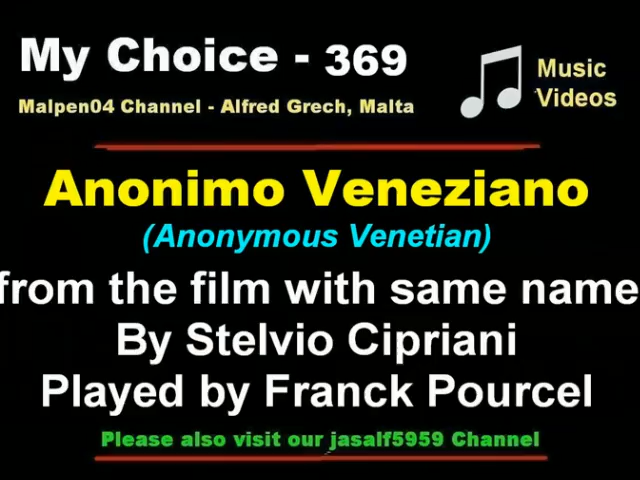 My Choice - 369
Music
Videos
Malpen04 Channel - Alfred Grech, Malta
Anonimo Veneziano
(Anonymous Venetian)
from the film with same name
By Stelvio Cipriani
Played by Franck Pourcel
Please also visit our jasalf5959 Channel